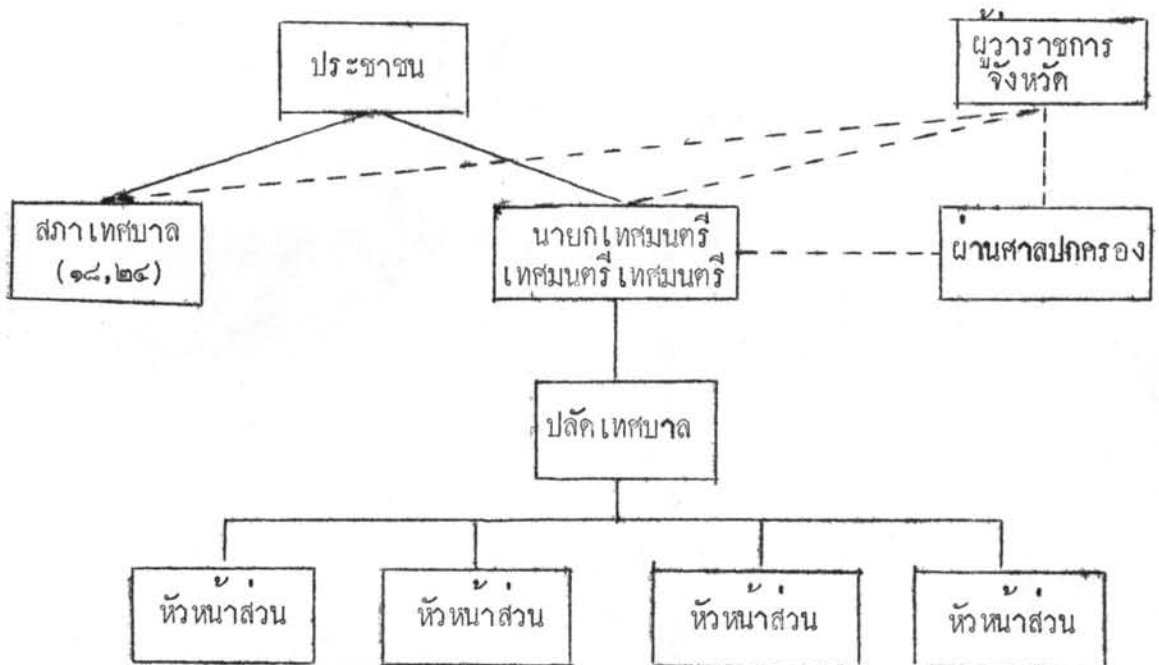 ประชาชน
ผู้ว่าราชการ
จังหวัด
สภาเทศบาล
(๑๘,๒๔)
นายกเทศมนตรี
เทศมนตรี เทศมนตรี
ผ่านศาลปกครอง
ปลัดเทศบาล
หัวหน้าส่วน
หัวหน้าส่วน
หัวหน้าส่วน
หัวหน้าส่วน